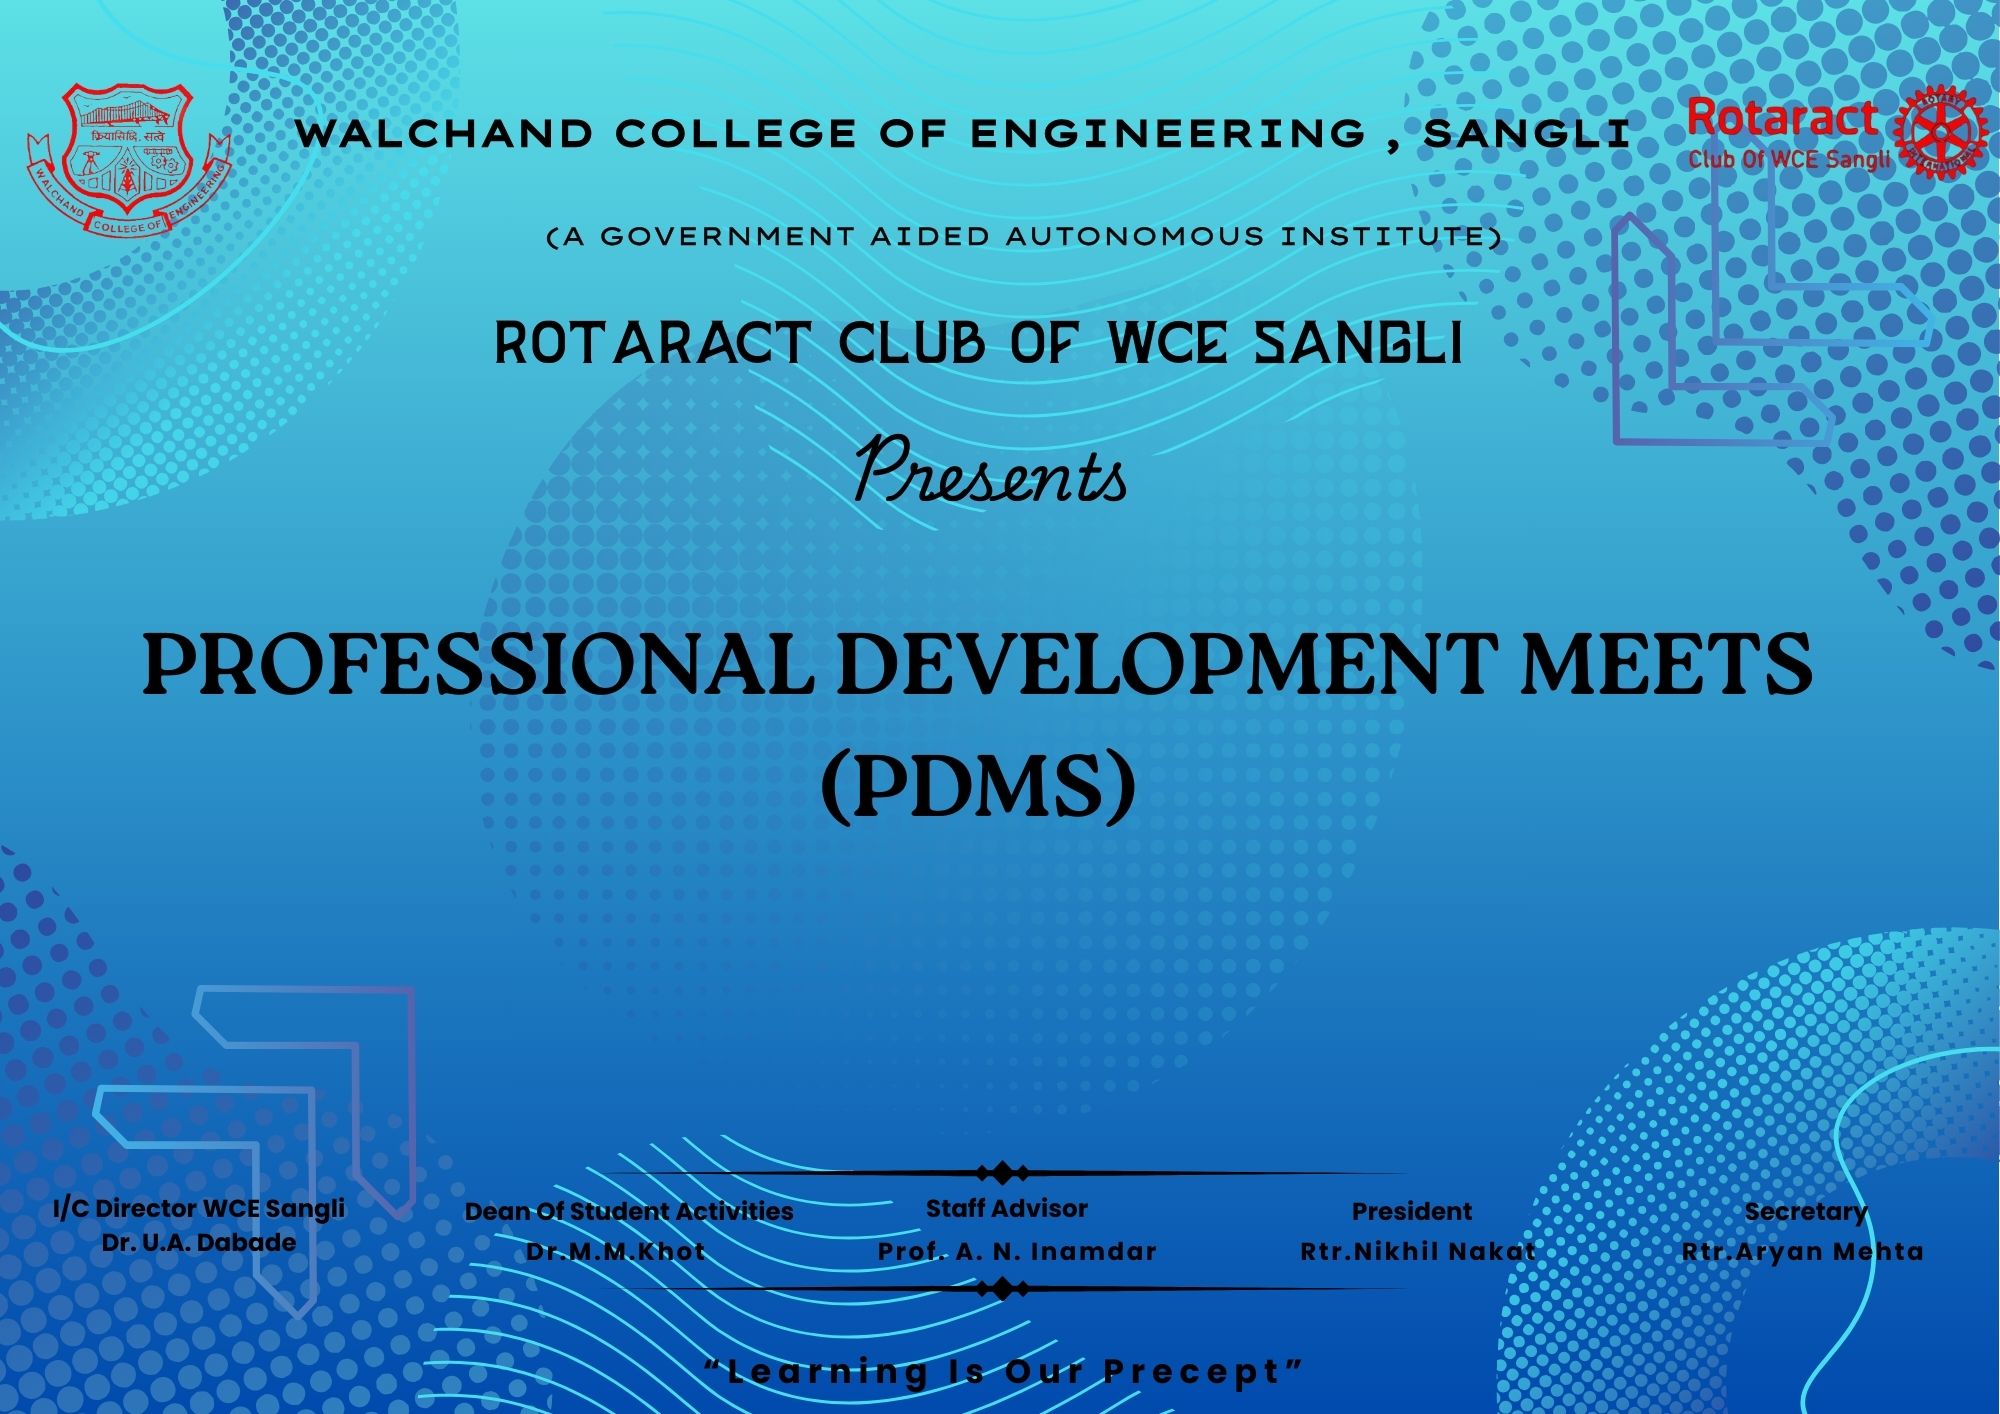 WALCHAND COLLEGE OF ENGINEERING , SANGLI
Rotaract
Club Of WCE Sangli
ROTARY
INTERNATIONAL
क्रियासिध्दि: सत्वे
WALCHAND COLLEGE OF ENGINEERING
(A GOVERNMENT AIDED AUTONOMOUS INSTITUTE)
ROTARACT CLUB OF WCE SANGLI
Presents
PROFESSIONAL DEVELOPMENT MEETS
(PDMS)
I/C Director WCE Sangli
Dr. U.A. Dabade
Dean Of Student Activities
Dr.M.M.Khot
Staff Advisor
Prof. A. N. Inamdar
President
Rtr.Nikhil Nakat
Secretary
Rtr.Aryan Mehta
“Learning Is Our Precept”